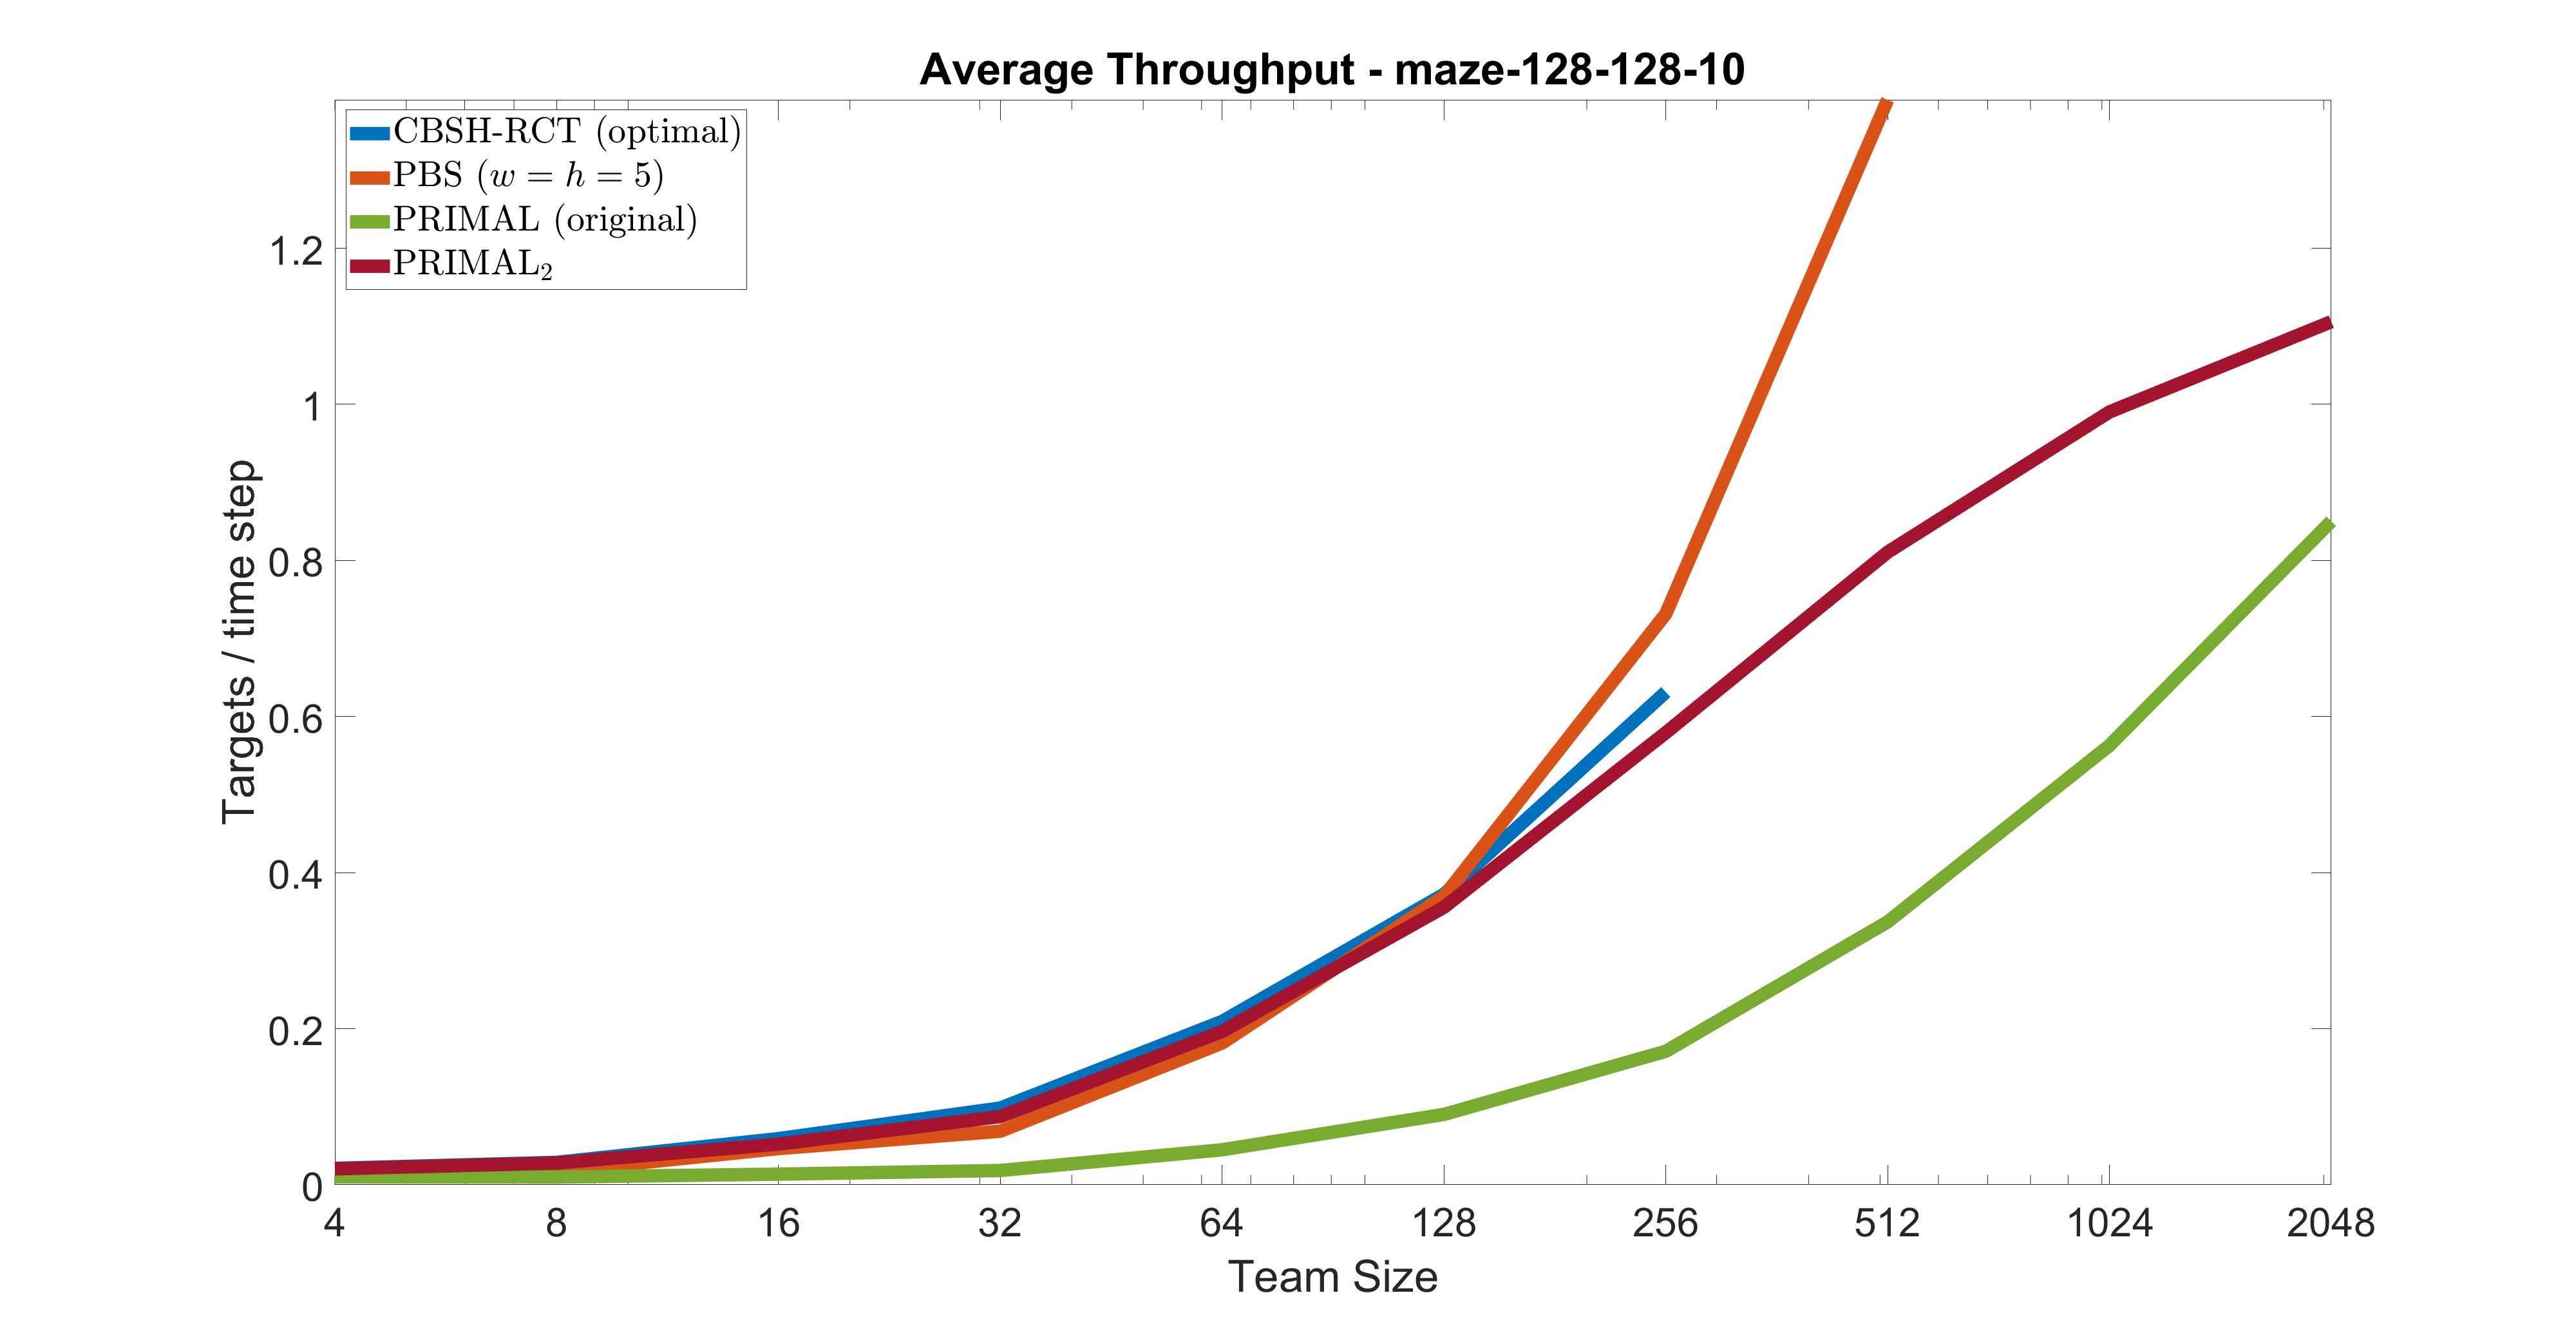 Average Throughput - maze-128-128-10
CBSH-RCT (optimal)
PBS (w = h = 5)
PRIMAL (original)
PRIMAL₂
1.2
1
0.8
0.6
0.4
0.2
0
Targets / time step
4 8 16 32 64 128 256 512 1024 2048
Team Size